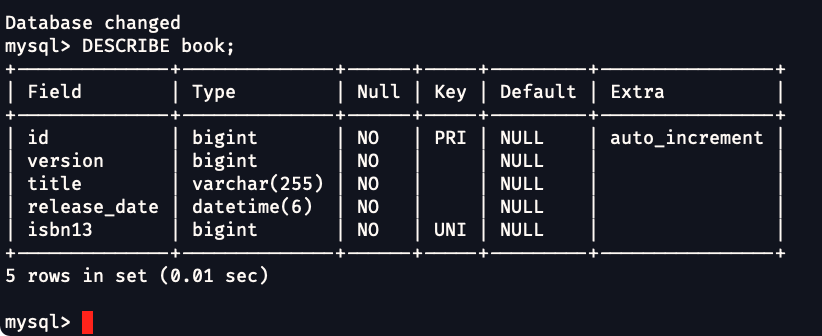 Database changed
mysql> DESCRIBE book;
+--------------+--------------+------+-----+---------+----------------+
| Field        | Type         | Null | Key | Default | Extra          |
+--------------+--------------+------+-----+---------+----------------+
| id           | bigint       | NO   | PRI | NULL    | auto_increment |
| version      | bigint       | NO   |     | NULL    |                |
| title        | varchar(255) | NO   |     | NULL    |                |
| release_date | datetime(6)  | NO   |     | NULL    |                |
| isbn13       | bigint       | NO   | UNI | NULL    |                |
+--------------+--------------+------+-----+---------+----------------+
5 rows in set (0.01 sec)
mysql>